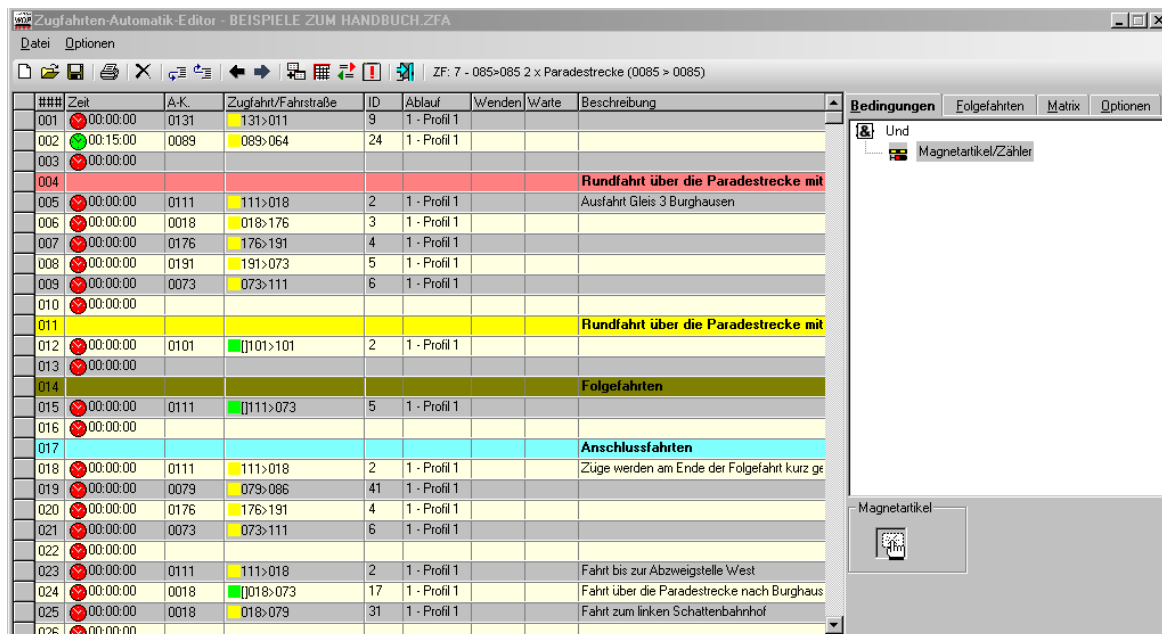 Zugfahrten-Automatik-Editor - BEISPIELE ZUM HANDBUCH.ZFA
Datei Optionen
ZF: 7 - 085>085 2 x Paradestrecke (0085 > 0085)
### Zeit A-K. Zugfahrt/Fahrstraße ID Ablauf Wenden Warte Beschreibung
001 00:00:00 0131 131>011 9 1 - Profil 1
002 00:15:00 0089 089>064 24 1 - Profil 1
003 00:00:00
004 Rundfahrt über die Paradestrecke mit
005 00:00:00 0111 111>018 2 1 - Profil 1 Ausfahrt Gleis 3 Burghausen
006 00:00:00 0018 018>176 3 1 - Profil 1
007 00:00:00 0176 176>191 4 1 - Profil 1
008 00:00:00 0191 191>073 5 1 - Profil 1
009 00:00:00 0073 073>111 6 1 - Profil 1
010 00:00:00
011 Rundfahrt über die Paradestrecke mit
012 00:00:00 0101 []101>101 2 1 - Profil 1
013 00:00:00
014 Folgefahrten
015 00:00:00 0111 []111>073 5 1 - Profil 1
016 00:00:00
017 Anschlussfahrten
018 00:00:00 0111 111>018 2 1 - Profil 1 Züge werden am Ende der Folgefahrt kurz ge
019 00:00:00 0079 079>086 41 1 - Profil 1
020 00:00:00 0176 176>191 4 1 - Profil 1
021 00:00:00 0073 073>111 6 1 - Profil 1
022 00:00:00
023 00:00:00 0111 111>018 2 1 - Profil 1 Fahrt bis zur Abzweigstelle West
024 00:00:00 0018 []018>073 17 1 - Profil 1 Fahrt über die Paradestrecke nach Burghaus
025 00:00:00 0018 018>079 31 1 - Profil 1 Fahrt zum linken Schattenbahnhof
026 00:00:00
Bedingungen Folgefahrten Matrix Optionen
{&} Und
Magnetartikel/Zähler
Magnetartikel